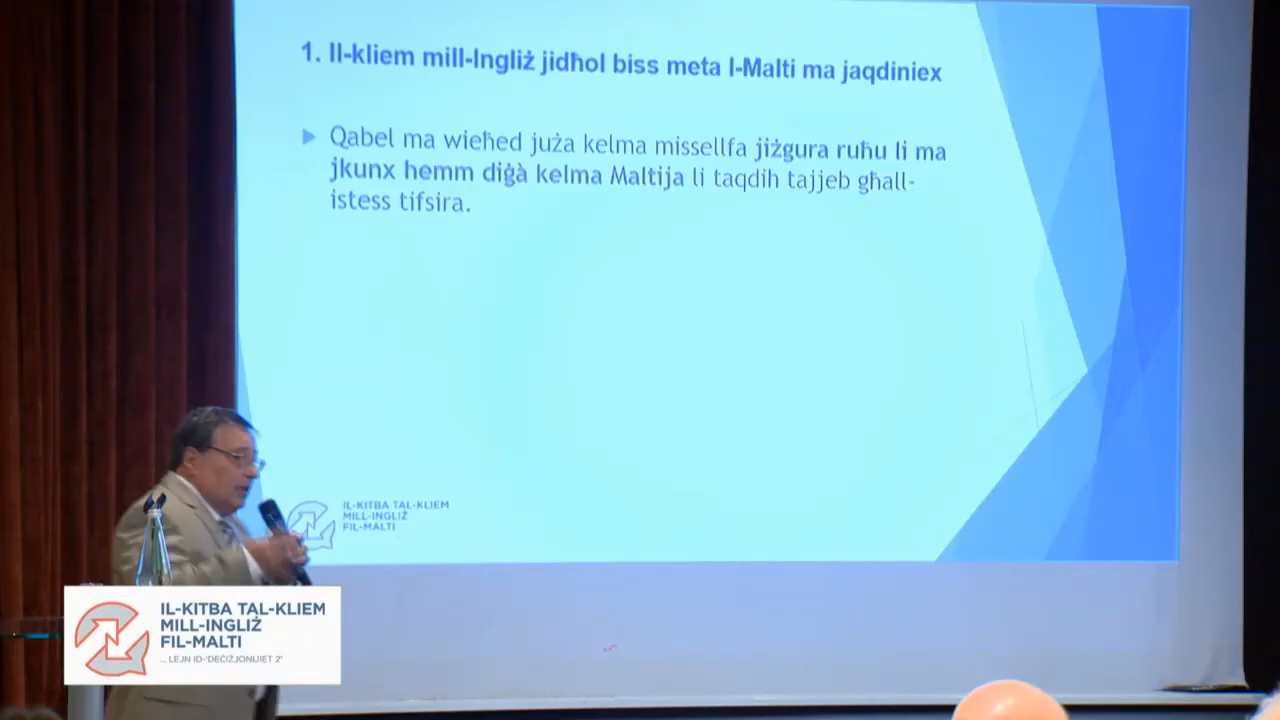 1. Il-kliem mill-Ingliż jidħol biss meta l-Malti ma jaqdiniex
Qabel ma wieħed juża kelma missellfa jiżgura ruħu li ma
jkunx hemm diġà kelma Maltija li taqdih tajjeb għall-
istess tifsira.
IL-KITBA TAL-KLIEM
MILL-INGLIŻ
FIL-MALTI
IL-KITBA TAL-KLIEM
MILL-INGLIŻ
FIL-MALTI
... LEJN ID-'DEĊIŻJONIJIET 2'